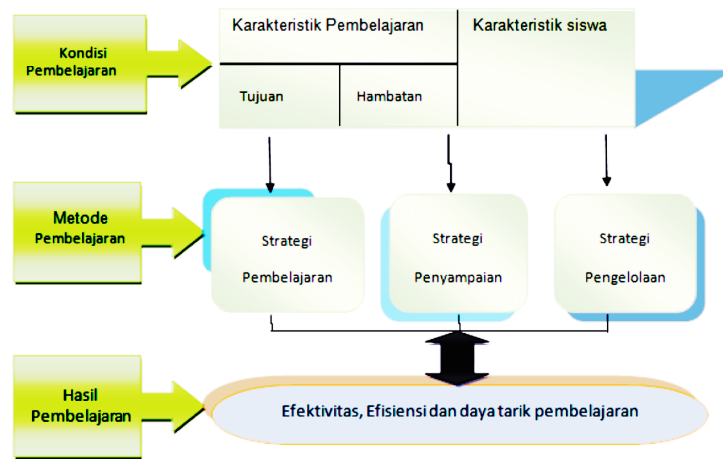 Kondisi
Pembelajaran
Karakteristik Pembelajaran
Karakteristik siswa
Tujuan
Hambatan
Metode
Pembelajaran
Strategi
Pembelajaran
Strategi
Penyampaian
Strategi
Pengelolaan
Hasil
Pembelajaran
Efektivitas, Efisiensi dan daya tarik pembelajaran